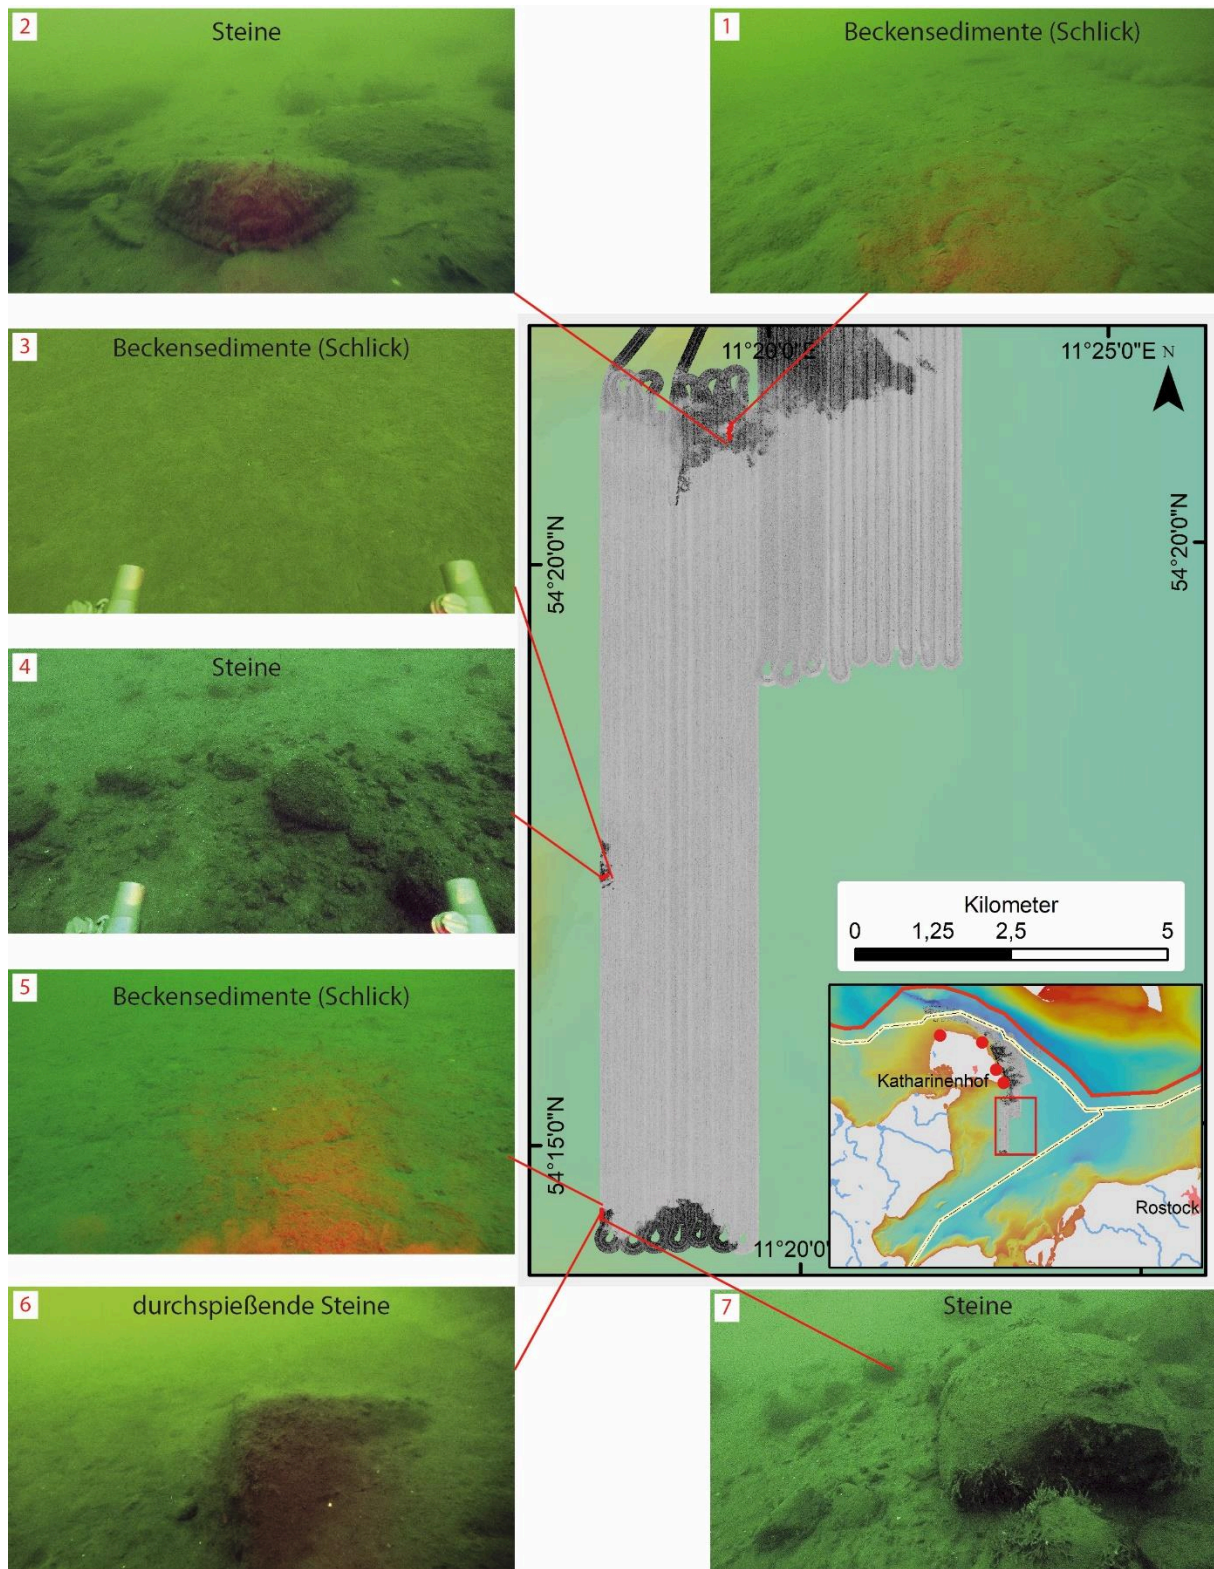 2
Steine
1
Beckensedimente (Schlick)
3
Beckensedimente (Schlick)
11°20'0"E
11°25'0"E
N
54°20'0"N
54°20'0"N
4
Steine
Kilometer
0 1,25 2,5 5
5
Beckensedimente (Schlick)
Katharinenhof
54°15'0"N
Rostock
11°20'0"
6
durchspießende Steine
7
Steine